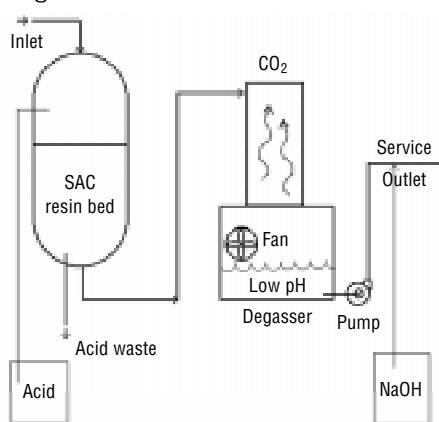 Inlet
CO₂
Service
Outlet
SAC
resin bed
Fan
Low pH
Degasser
Pump
Acid waste
Acid
NaOH